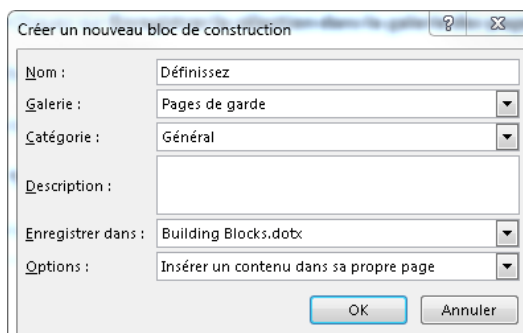 Créer un nouveau bloc de construction
Nom : Définissez
Galerie : Pages de garde
Catégorie : Général
Description :
Enregistrer dans : Building Blocks.dotx
Options : Insérer un contenu dans sa propre page
OK Annuler